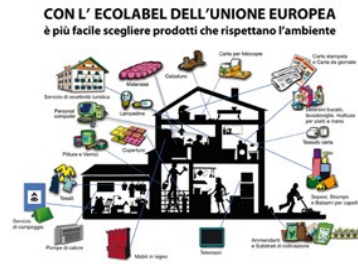 CON L' ECOLABEL DELL'UNIONE EUROPEA
è più facile scegliere prodotti che rispettano l'ambiente
Materassi
Calzature
Carta per fotocopie
Carta stampata
e Carta da giornale
Servizio di ricettività turistica
Personal
computer
Lampadine
Detersivi bucato,
lavastoviglie, multiuso
per piatti a mano
Tessuto carta
Pitture e Vernici
Coperture
Tessili
Saponi, Shampo
e Balsami per capelli
Servizio
di campeggio
Pompe di calore
Mobili in legno
Televisori
Ammendanti
e Substrati di coltivazione